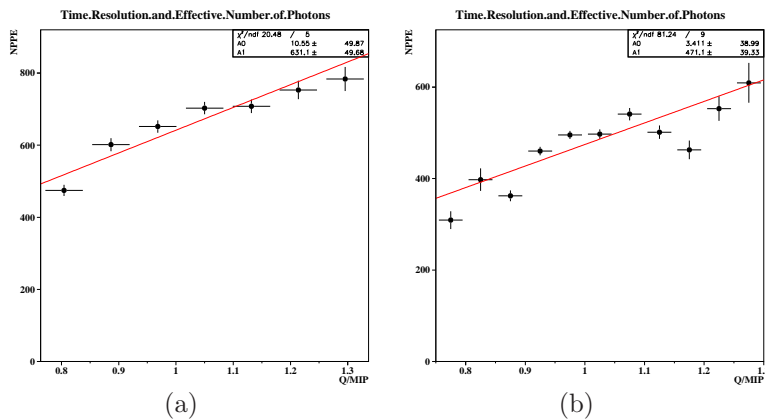 Time.Resolution.and.Effective.Number.of.Photons
χ²/ndf 20.48 / 5
A0 10.55 ± 49.87
A1 631.1 ± 49.68
NPPE
800
600
400
200
0
0.8 0.9 1 1.1 1.2 1.3
Q/MIP
(a)
Time.Resolution.and.Effective.Number.of.Photons
χ²/ndf 81.24 / 9
A0 3.411 ± 38.99
A1 471.1 ± 39.33
NPPE
600
400
200
0
0.8 0.9 1 1.1 1.2 1.
Q/MIP
(b)